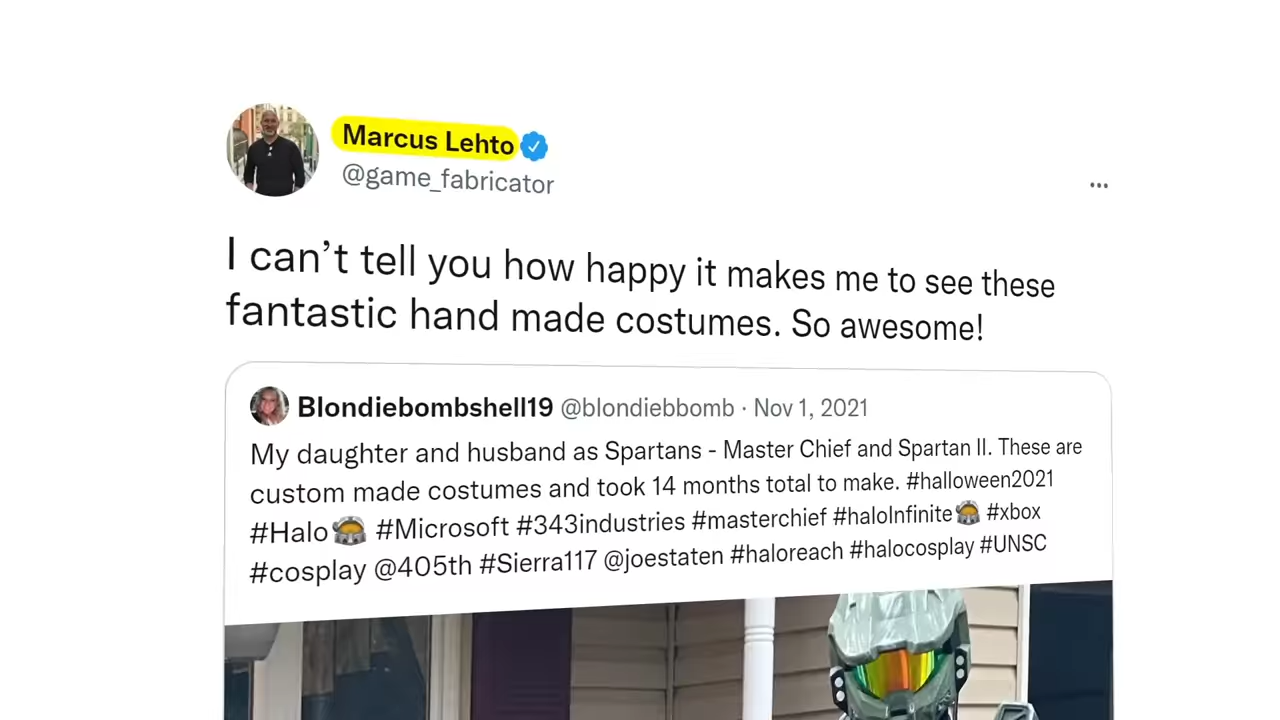 Marcus Lehto
@game_fabricator
...
I can’t tell you how happy it makes me to see these
fantastic hand made costumes. So awesome!
Blondiebombshell19 @blondiebbomb · Nov 1, 2021
My daughter and husband as Spartans - Master Chief and Spartan II. These are
custom made costumes and took 14 months total to make. #halloween2021
#Halo #Microsoft #343industries #masterchief #haloInfinite #xbox
#cosplay @405th #Sierra117 @joestaten #haloreach #halocosplay #UNSC